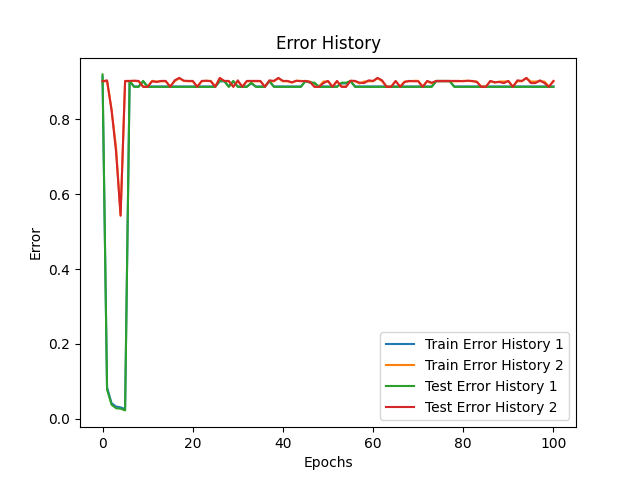 Error History
0.8
0.6
0.4
0.2
0.0
Error
0
20
40
60
80
100
Epochs
Train Error History 1
Train Error History 2
Test Error History 1
Test Error History 2